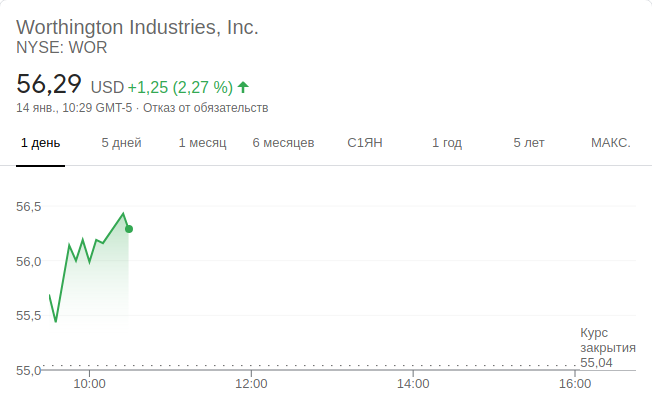 Worthington Industries, Inc.
NYSE: WOR
56,29 USD +1,25 (2,27 %)
14 янв., 10:29 GMT-5 · Отказ от обязательств
1 день 5 дней 1 месяц 6 месяцев С1ЯН 1 год 5 лет МАКС.
56,5
56,0
55,5
Курс
закрытия
55,04
55,0
10:00 12:00 14:00 16:00